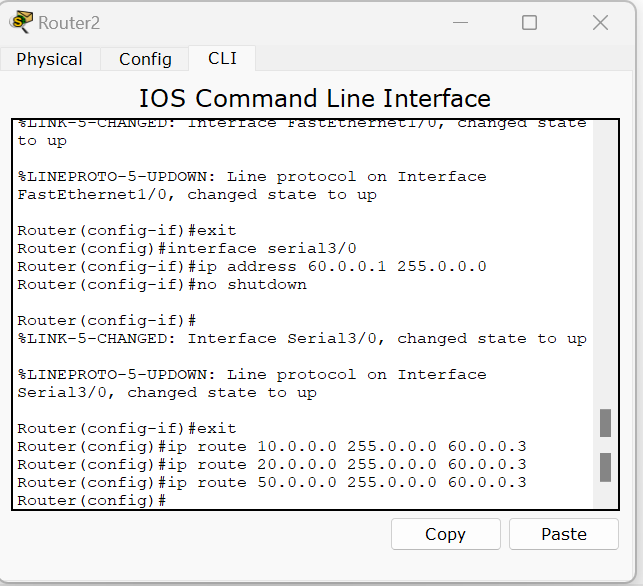 Router2
Physical Config CLI
IOS Command Line Interface
%LINK-5-CHANGED: Interface FastEthernet1/0, changed state
to up
%LINEPROTO-5-UPDOWN: Line protocol on Interface
FastEthernet1/0, changed state to up
Router(config-if)#exit
Router(config)#interface serial3/0
Router(config-if)#ip address 60.0.0.1 255.0.0.0
Router(config-if)#no shutdown
Router(config-if)#
%LINK-5-CHANGED: Interface Serial3/0, changed state to up
%LINEPROTO-5-UPDOWN: Line protocol on Interface
Serial3/0, changed state to up
Router(config-if)#exit
Router(config)#ip route 10.0.0.0 255.0.0.0 60.0.0.3
Router(config)#ip route 20.0.0.0 255.0.0.0 60.0.0.3
Router(config)#ip route 50.0.0.0 255.0.0.0 60.0.0.3
Router(config)#
Copy Paste